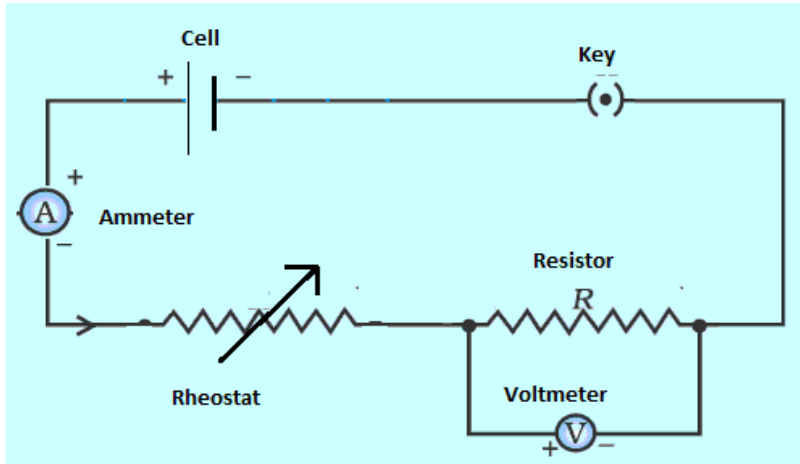 Cell
+ −
Key
( • )
+
A
Ammeter
−
Resistor
R
Rheostat
Voltmeter
V
+ −